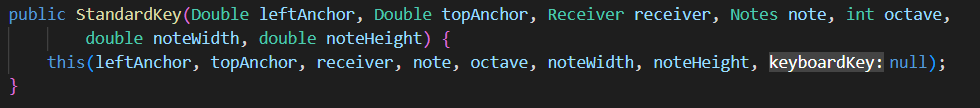 public StandardKey(Double leftAnchor, Double topAnchor, Receiver receiver, Notes note, int octave,
double noteWidth, double noteHeight) {
this(leftAnchor, topAnchor, receiver, note, octave, noteWidth, noteHeight, keyboardKey: null);
}